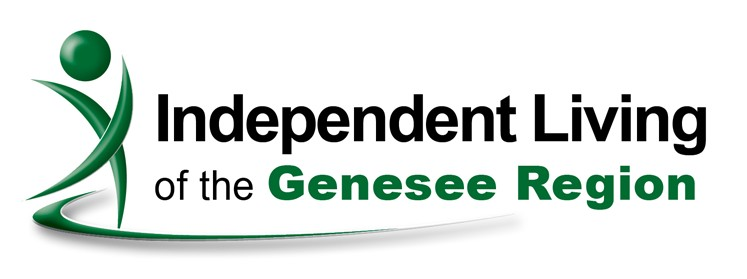 Independent Living
of the Genesee Region